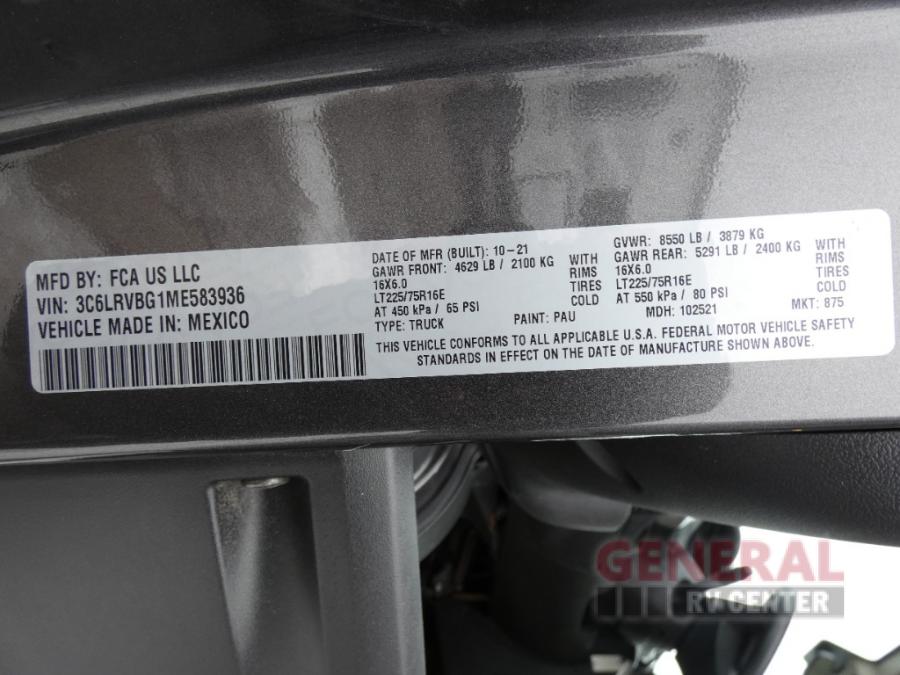 MFD BY: FCA US LLC
VIN: 3C6LRVBG1ME583936
VEHICLE MADE IN: MEXICO
DATE OF MFR (BUILT): 10-21
GAWR FRONT: 4629 LB / 2100 KG WITH
16X6.0 RIMS
LT225/75R16E TIRES
AT 450 kPa / 65 PSI COLD
TYPE: TRUCK PAINT: PAU
GVWR: 8550 LB / 3879 KG
GAWR REAR: 5291 LB / 2400 KG WITH
16X6.0 RIMS
LT225/75R16E TIRES
AT 550 kPa / 80 PSI COLD
MDH: 102521 MKT: 875
THIS VEHICLE CONFORMS TO ALL APPLICABLE U.S.A. FEDERAL MOTOR VEHICLE SAFETY
STANDARDS IN EFFECT ON THE DATE OF MANUFACTURE SHOWN ABOVE.
GENERAL
RV CENTER